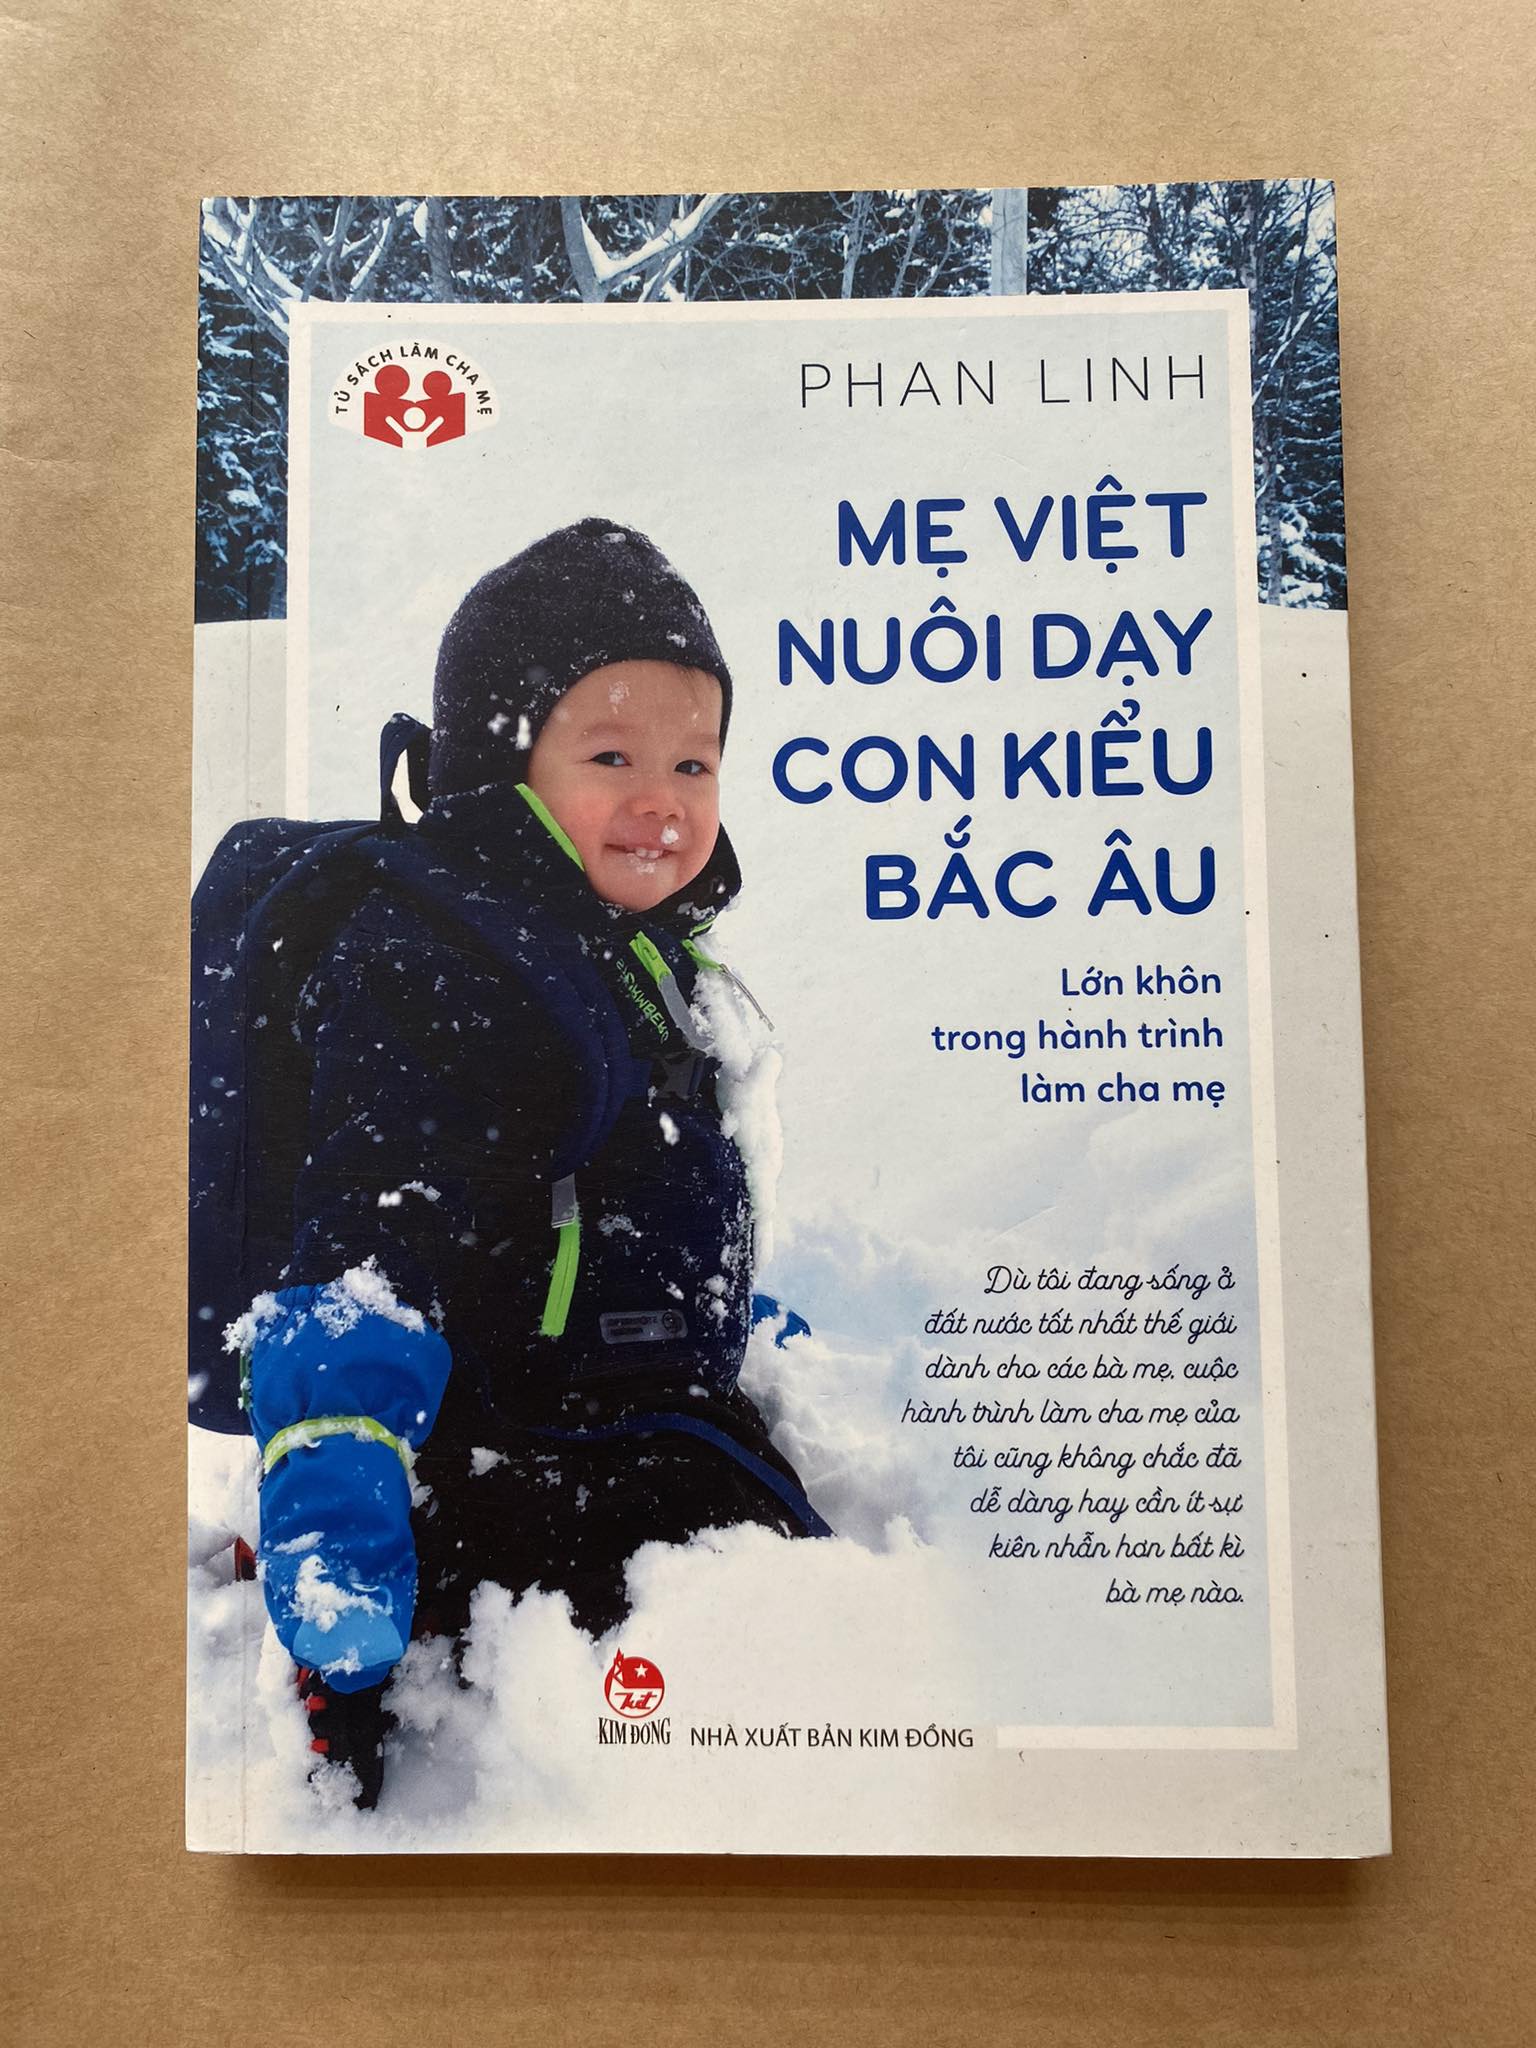 TỦ SÁCH LÀM CHA MẸ
PHAN LINH
MẸ VIỆT
NUÔI DẠY
CON KIỂU
BẮC ÂU
Lớn khôn
trong hành trình
làm cha mẹ
Dù tôi đang sống ở
đất nước tốt nhất thế giới
dành cho các bà mẹ, cuộc
hành trình làm cha mẹ của
tôi cũng không chắc đã
dễ dàng hay cần ít sự
kiên nhẫn hơn bất kì
bà mẹ nào.
KIM ĐỒNG
NHÀ XUẤT BẢN KIM ĐỒNG